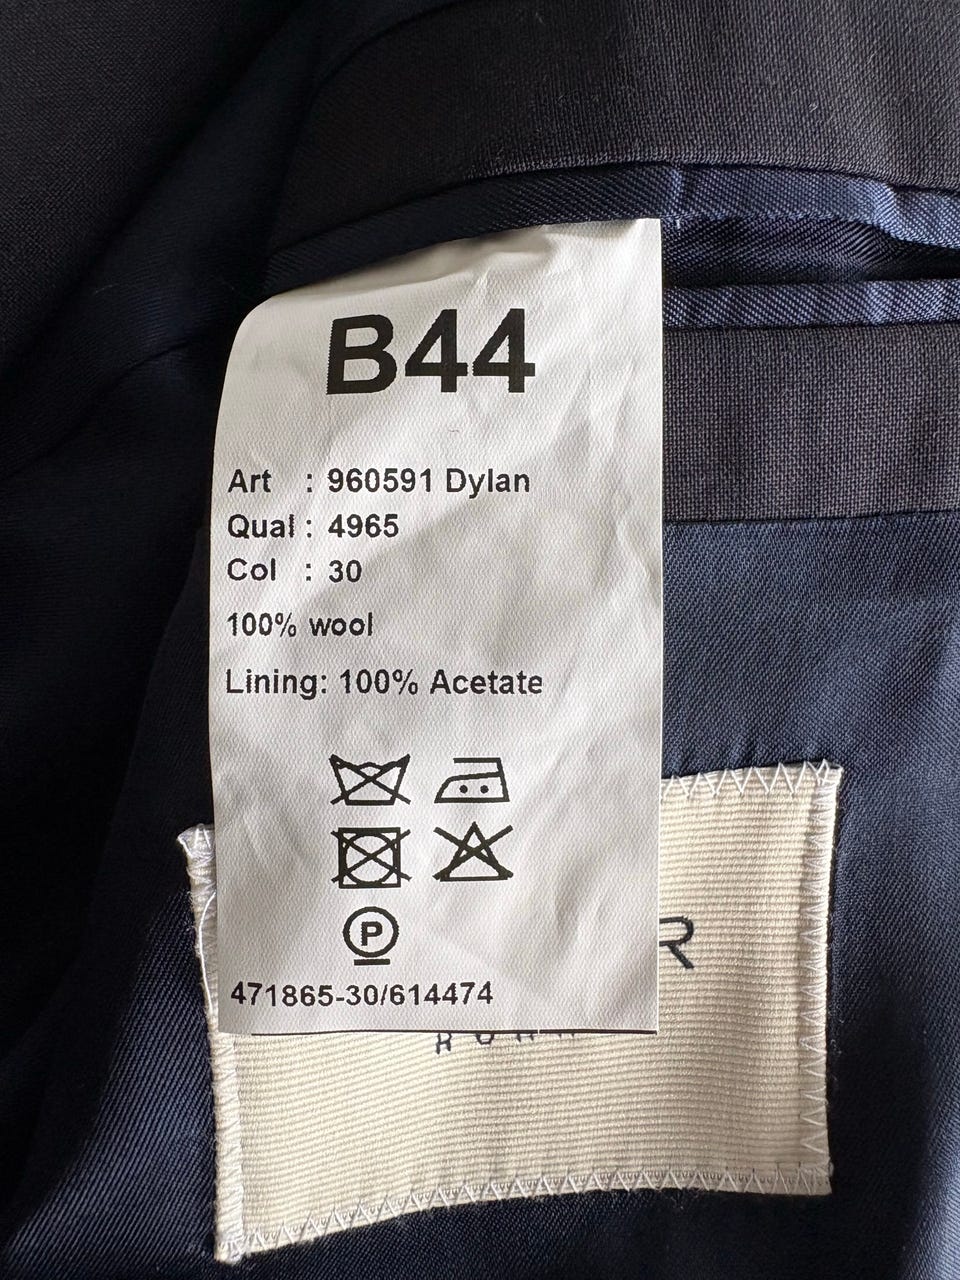 B44
Art : 960591 Dylan
Qual : 4965
Col : 30
100% wool
Lining: 100% Acetate
P
471865-30/614474
R